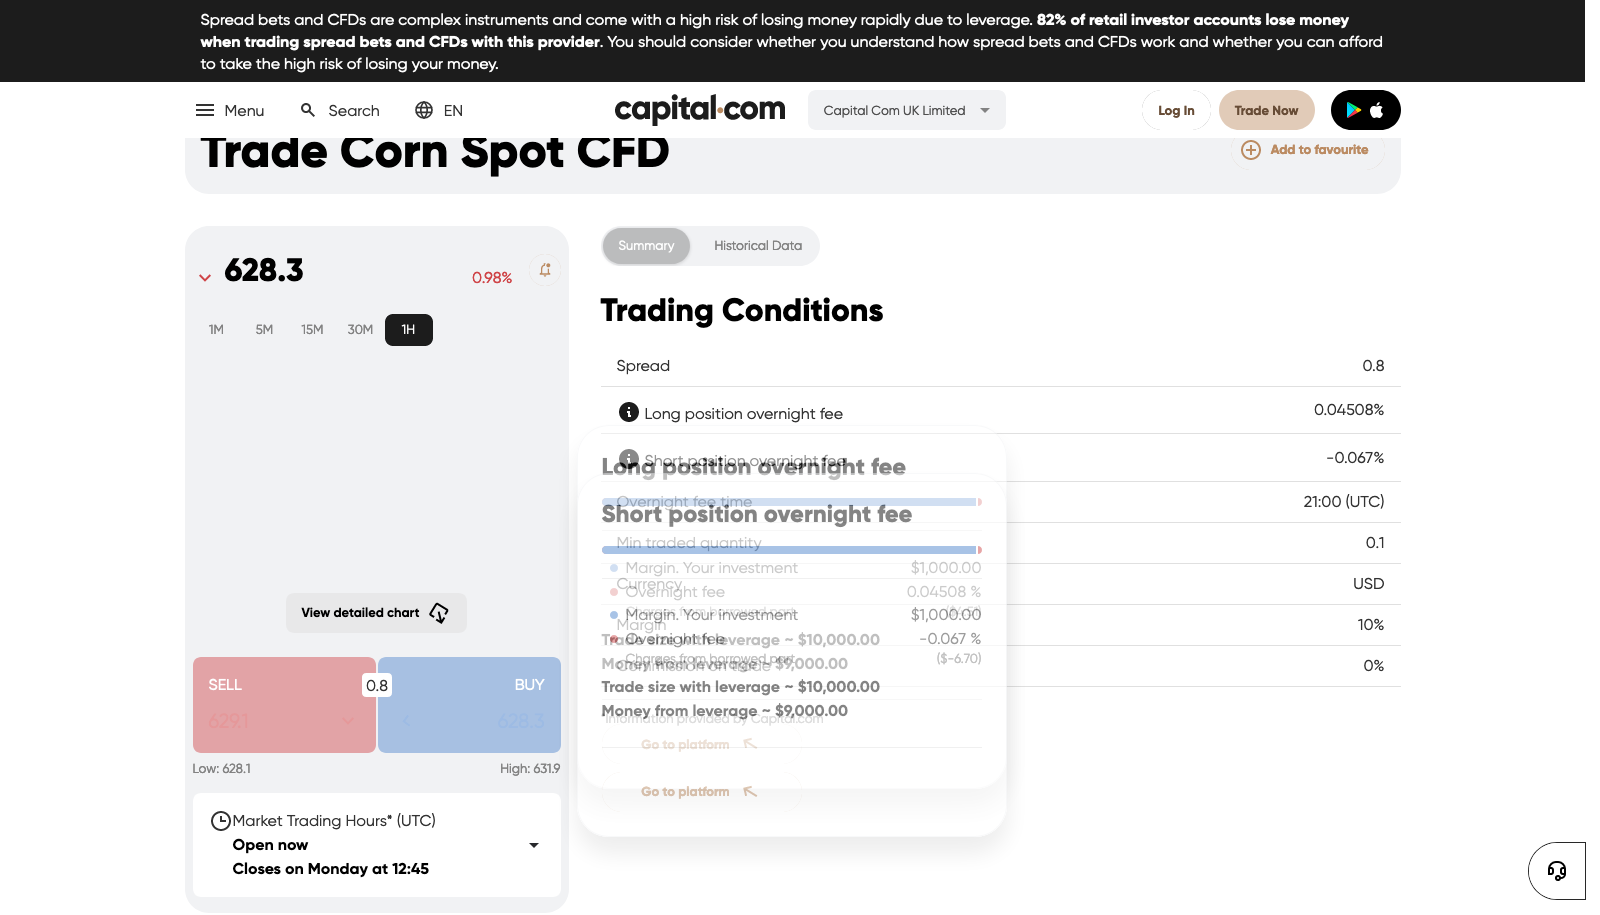 Spread bets and CFDs are complex instruments and come with a high risk of losing money rapidly due to leverage. 82% of retail investor accounts lose money
when trading spread bets and CFDs with this provider. You should consider whether you understand how spread bets and CFDs work and whether you can afford
to take the high risk of losing your money.
Menu
Search
EN
capital.com
Capital Com UK Limited
Log In
Trade Now
Trade Corn Spot CFD
Add to favourite
628.3
0.98%
1M
5M
15M
30M
1H
View detailed chart
SELL
6291
0.8
BUY
628.3
Low: 628.1
High: 631.9
Market Trading Hours* (UTC)
Open now
Closes on Monday at 12:45
Summary
Historical Data
Trading Conditions
Spread
0.8
Long position overnight fee
0.04508%
Short position overnight fee
-0.067%
Overnight fee time
21:00 (UTC)
Min traded quantity
0.1
Currency
USD
Margin
10%
Commission on trade
0%
Information provided by Capital.com
Long position overnight fee
Margin. Your investment
$1,000.00
Overnight fee
0.04508 %
Charges from borrowed part
Trade size with leverage ~ $10,000.00
Money from leverage ~ $9,000.00
Go to platform
Short position overnight fee
Margin. Your investment
$1,000.00
Overnight fee
-0.067 %
Charges from borrowed part
($-6.70)
Trade size with leverage ~ $10,000.00
Money from leverage ~ $9,000.00
Go to platform